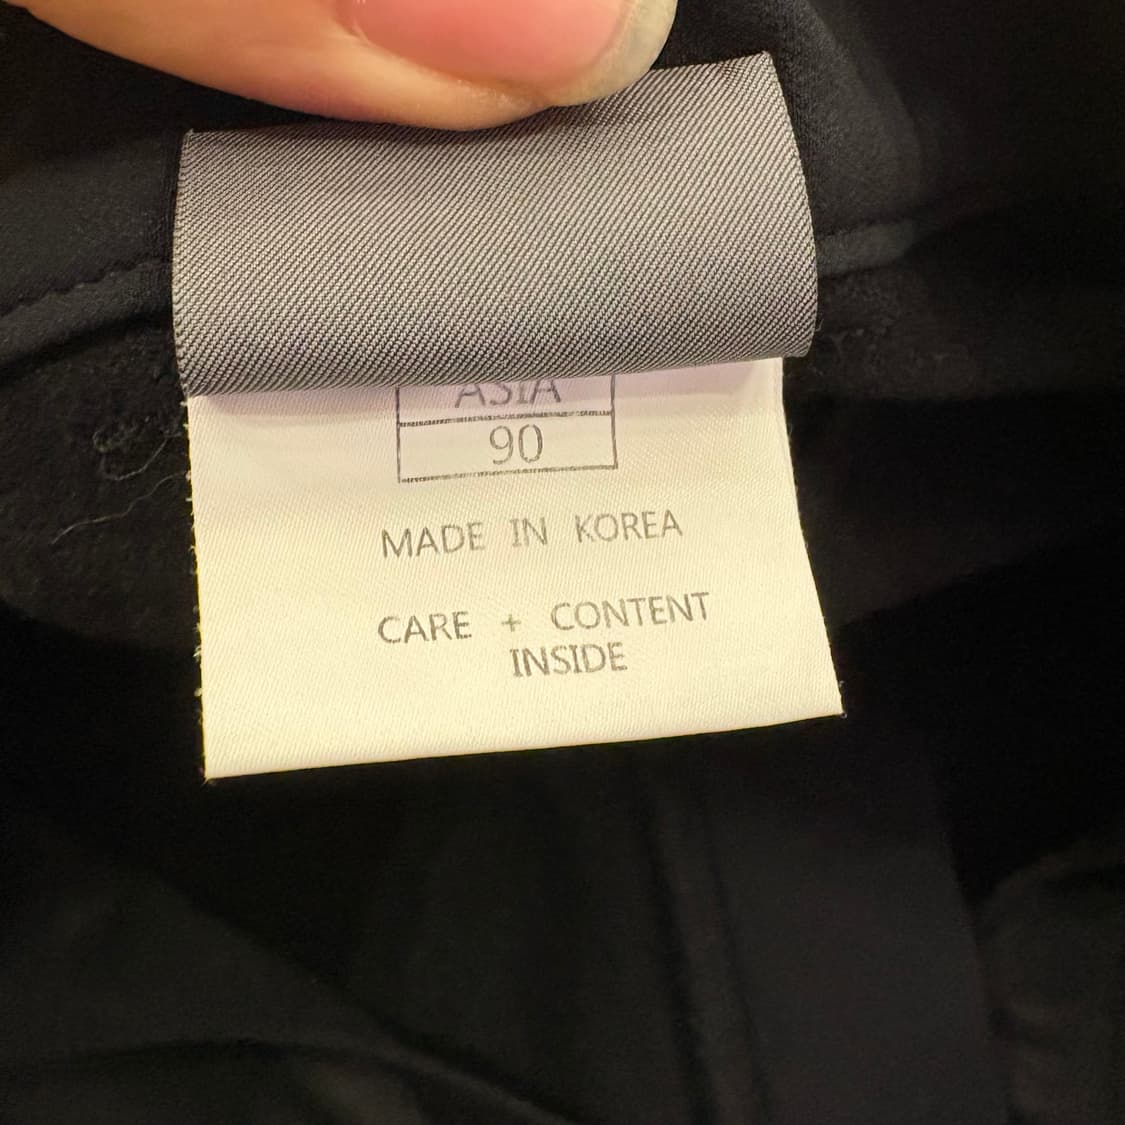 ASIA
90
MADE IN KOREA
CARE + CONTENT
INSIDE